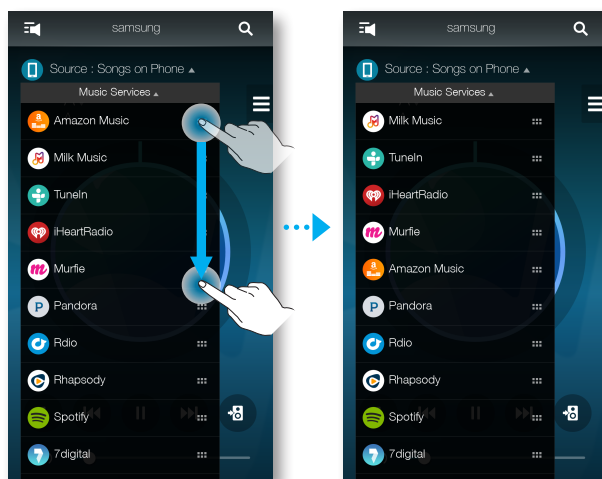 samsung
Source : Songs on Phone
Music Services
Amazon Music
Milk Music
TuneIn
iHeartRadio
Murfie
Pandora
Rdio
Rhapsody
Spotify
7digital
samsung
Source : Songs on Phone
Music Services
Milk Music
TuneIn
iHeartRadio
Murfie
Amazon Music
Pandora
Rdio
Rhapsody
Spotify
7digital